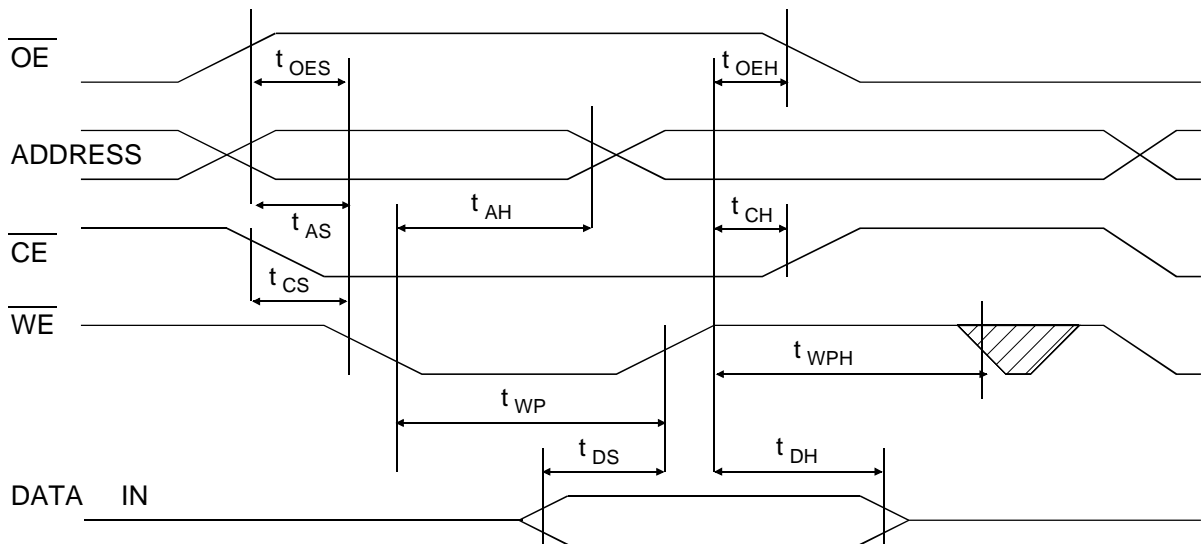 OE
t OES
t OEH
ADDRESS
t AS
t AH
t CH
CE
t CS
WE
t WPH
t WP
t DS
t DH
DATA IN